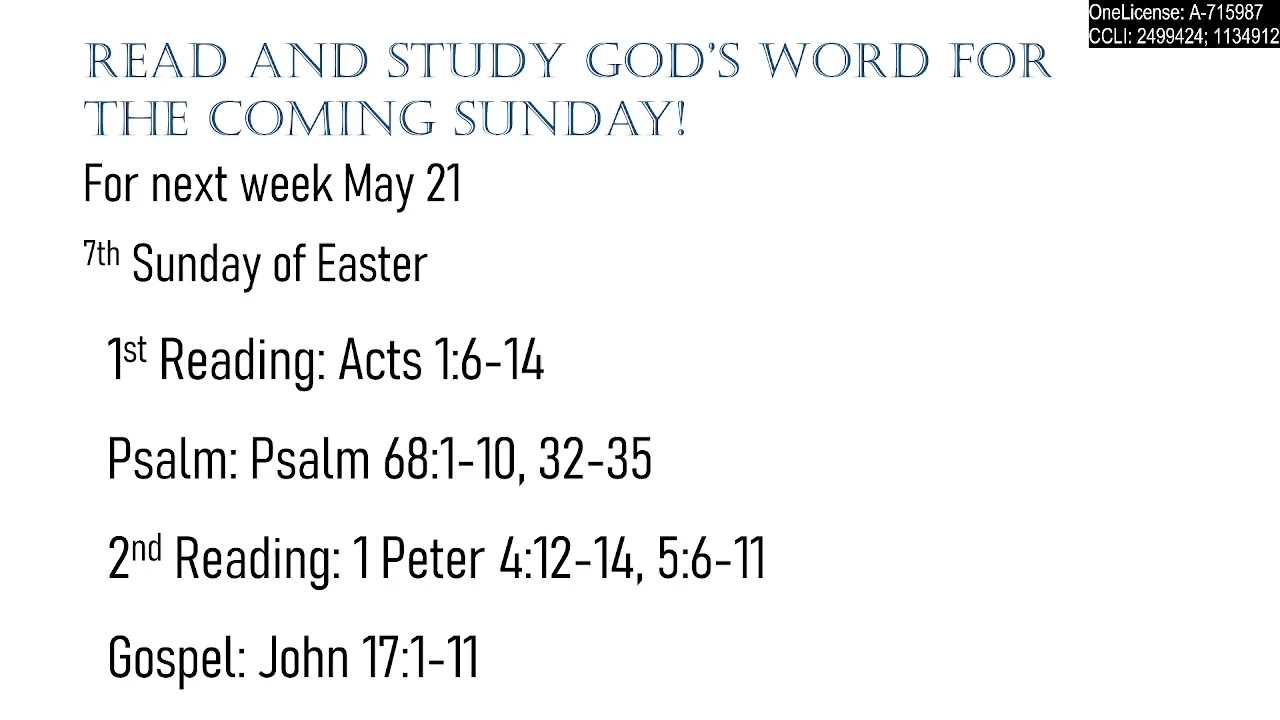 OneLicense: A-715987
CCLI: 2499424; 1134912
READ AND STUDY GOD'S WORD FOR
THE COMING SUNDAY!
For next week May 21
7th Sunday of Easter
1st Reading: Acts 1:6-14
Psalm: Psalm 68:1-10, 32-35
2nd Reading: 1 Peter 4:12-14, 5:6-11
Gospel: John 17:1-11